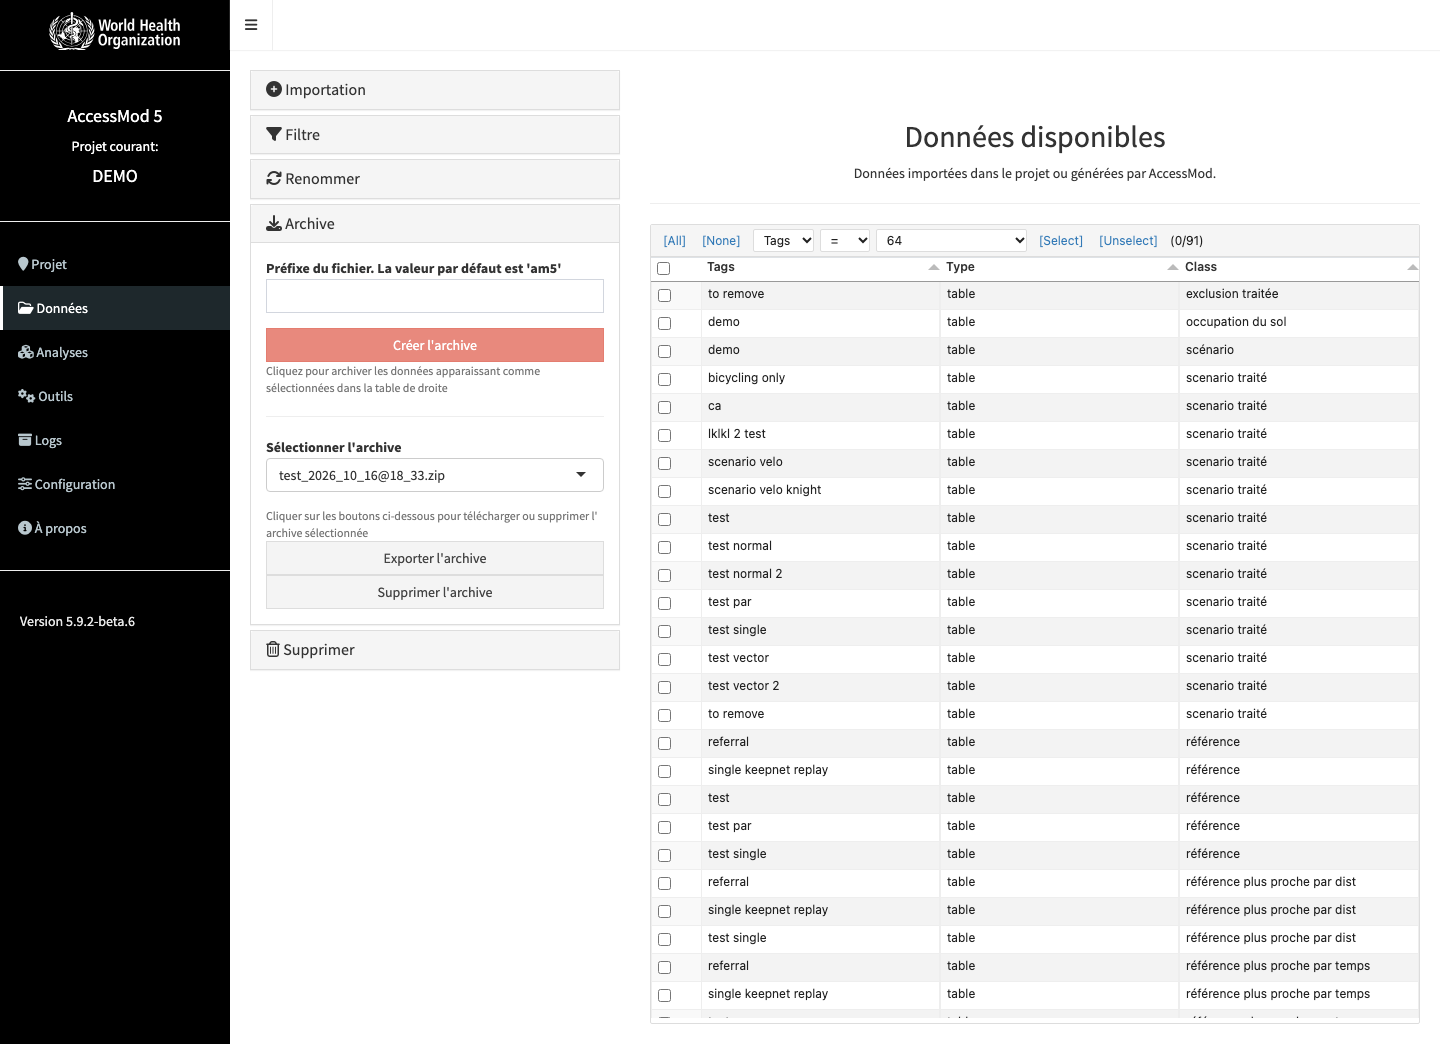 World Health
Organization
AccessMod 5
Projet courant:
DEMO
Projet
Données
Analyses
Outils
Logs
Configuration
À propos
Version 5.9.2-beta.6
Importation
Filtre
Renommer
Archive
Préfixe du fichier. La valeur par défaut est 'am5'
Créer l'archive
Cliquez pour archiver les données apparaissant comme
sélectionnées dans la table de droite
Sélectionner l'archive
test_2026_10_16@18_33.zip
Cliquer sur les boutons ci-dessous pour télécharger ou supprimer l'
archive sélectionnée
Exporter l'archive
Supprimer l'archive
Supprimer
Données disponibles
Données importées dans le projet ou générées par AccessMod.
[All] [None] Tags = 64 [Select] [Unselect] (0/91)
Tags Type Class
to remove table exclusion traitée
demo table occupation du sol
demo table scénario
bicycling only table scenario traité
ca table scenario traité
lklkl 2 test table scenario traité
scenario velo table scenario traité
scenario velo knight table scenario traité
test table scenario traité
test normal table scenario traité
test normal 2 table scenario traité
test par table scenario traité
test single table scenario traité
test vector table scenario traité
test vector 2 table scenario traité
to remove table scenario traité
referral table référence
single keepnet replay table référence
test table référence
test par table référence
test single table référence
referral table référence plus proche par dist
single keepnet replay table référence plus proche par dist
test single table référence plus proche par dist
referral table référence plus proche par temps
single keepnet replay table référence plus proche par temps